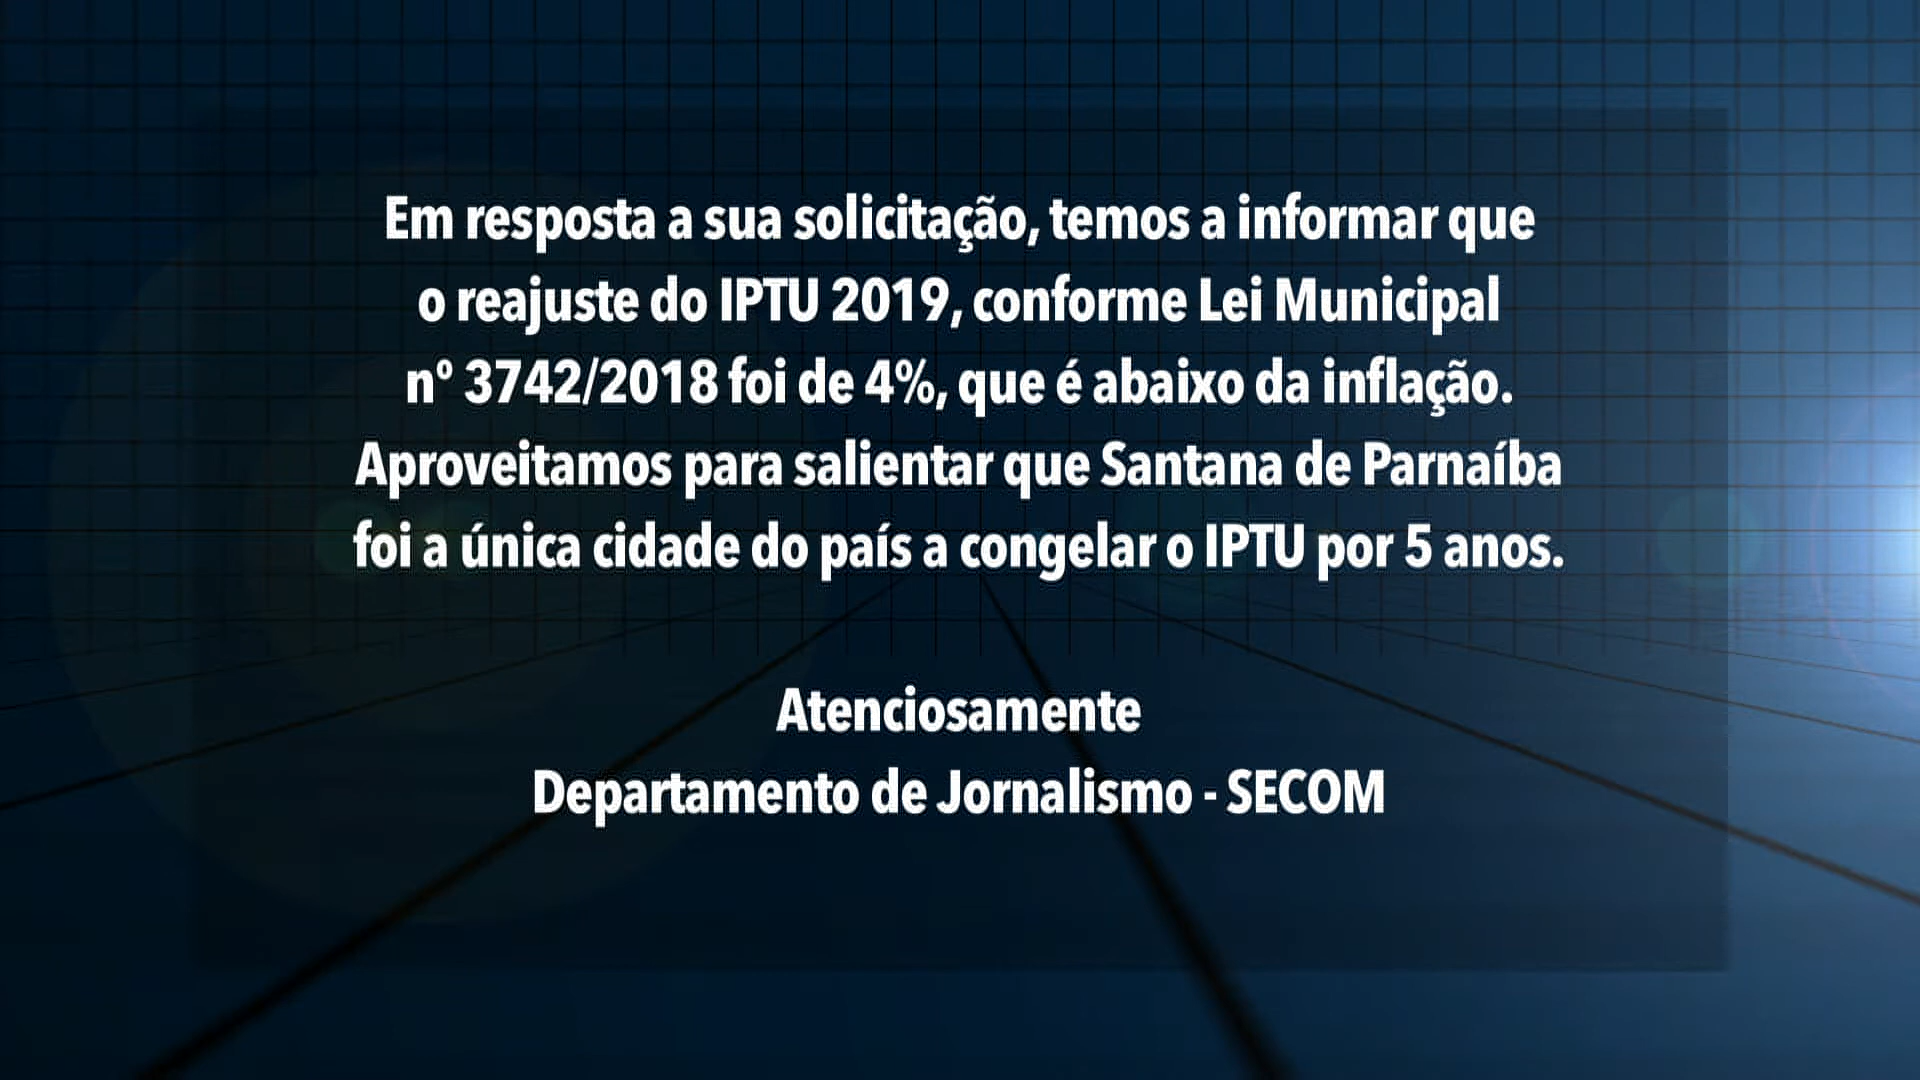 Em resposta a sua solicitação, temos a informar que
o reajuste do IPTU 2019, conforme Lei Municipal
nº 3742/2018 foi de 4%, que é abaixo da inflação.
Aproveitamos para salientar que Santana de Parnaíba
foi a única cidade do país a congelar o IPTU por 5 anos.
Atenciosamente
Departamento de Jornalismo - SECOM